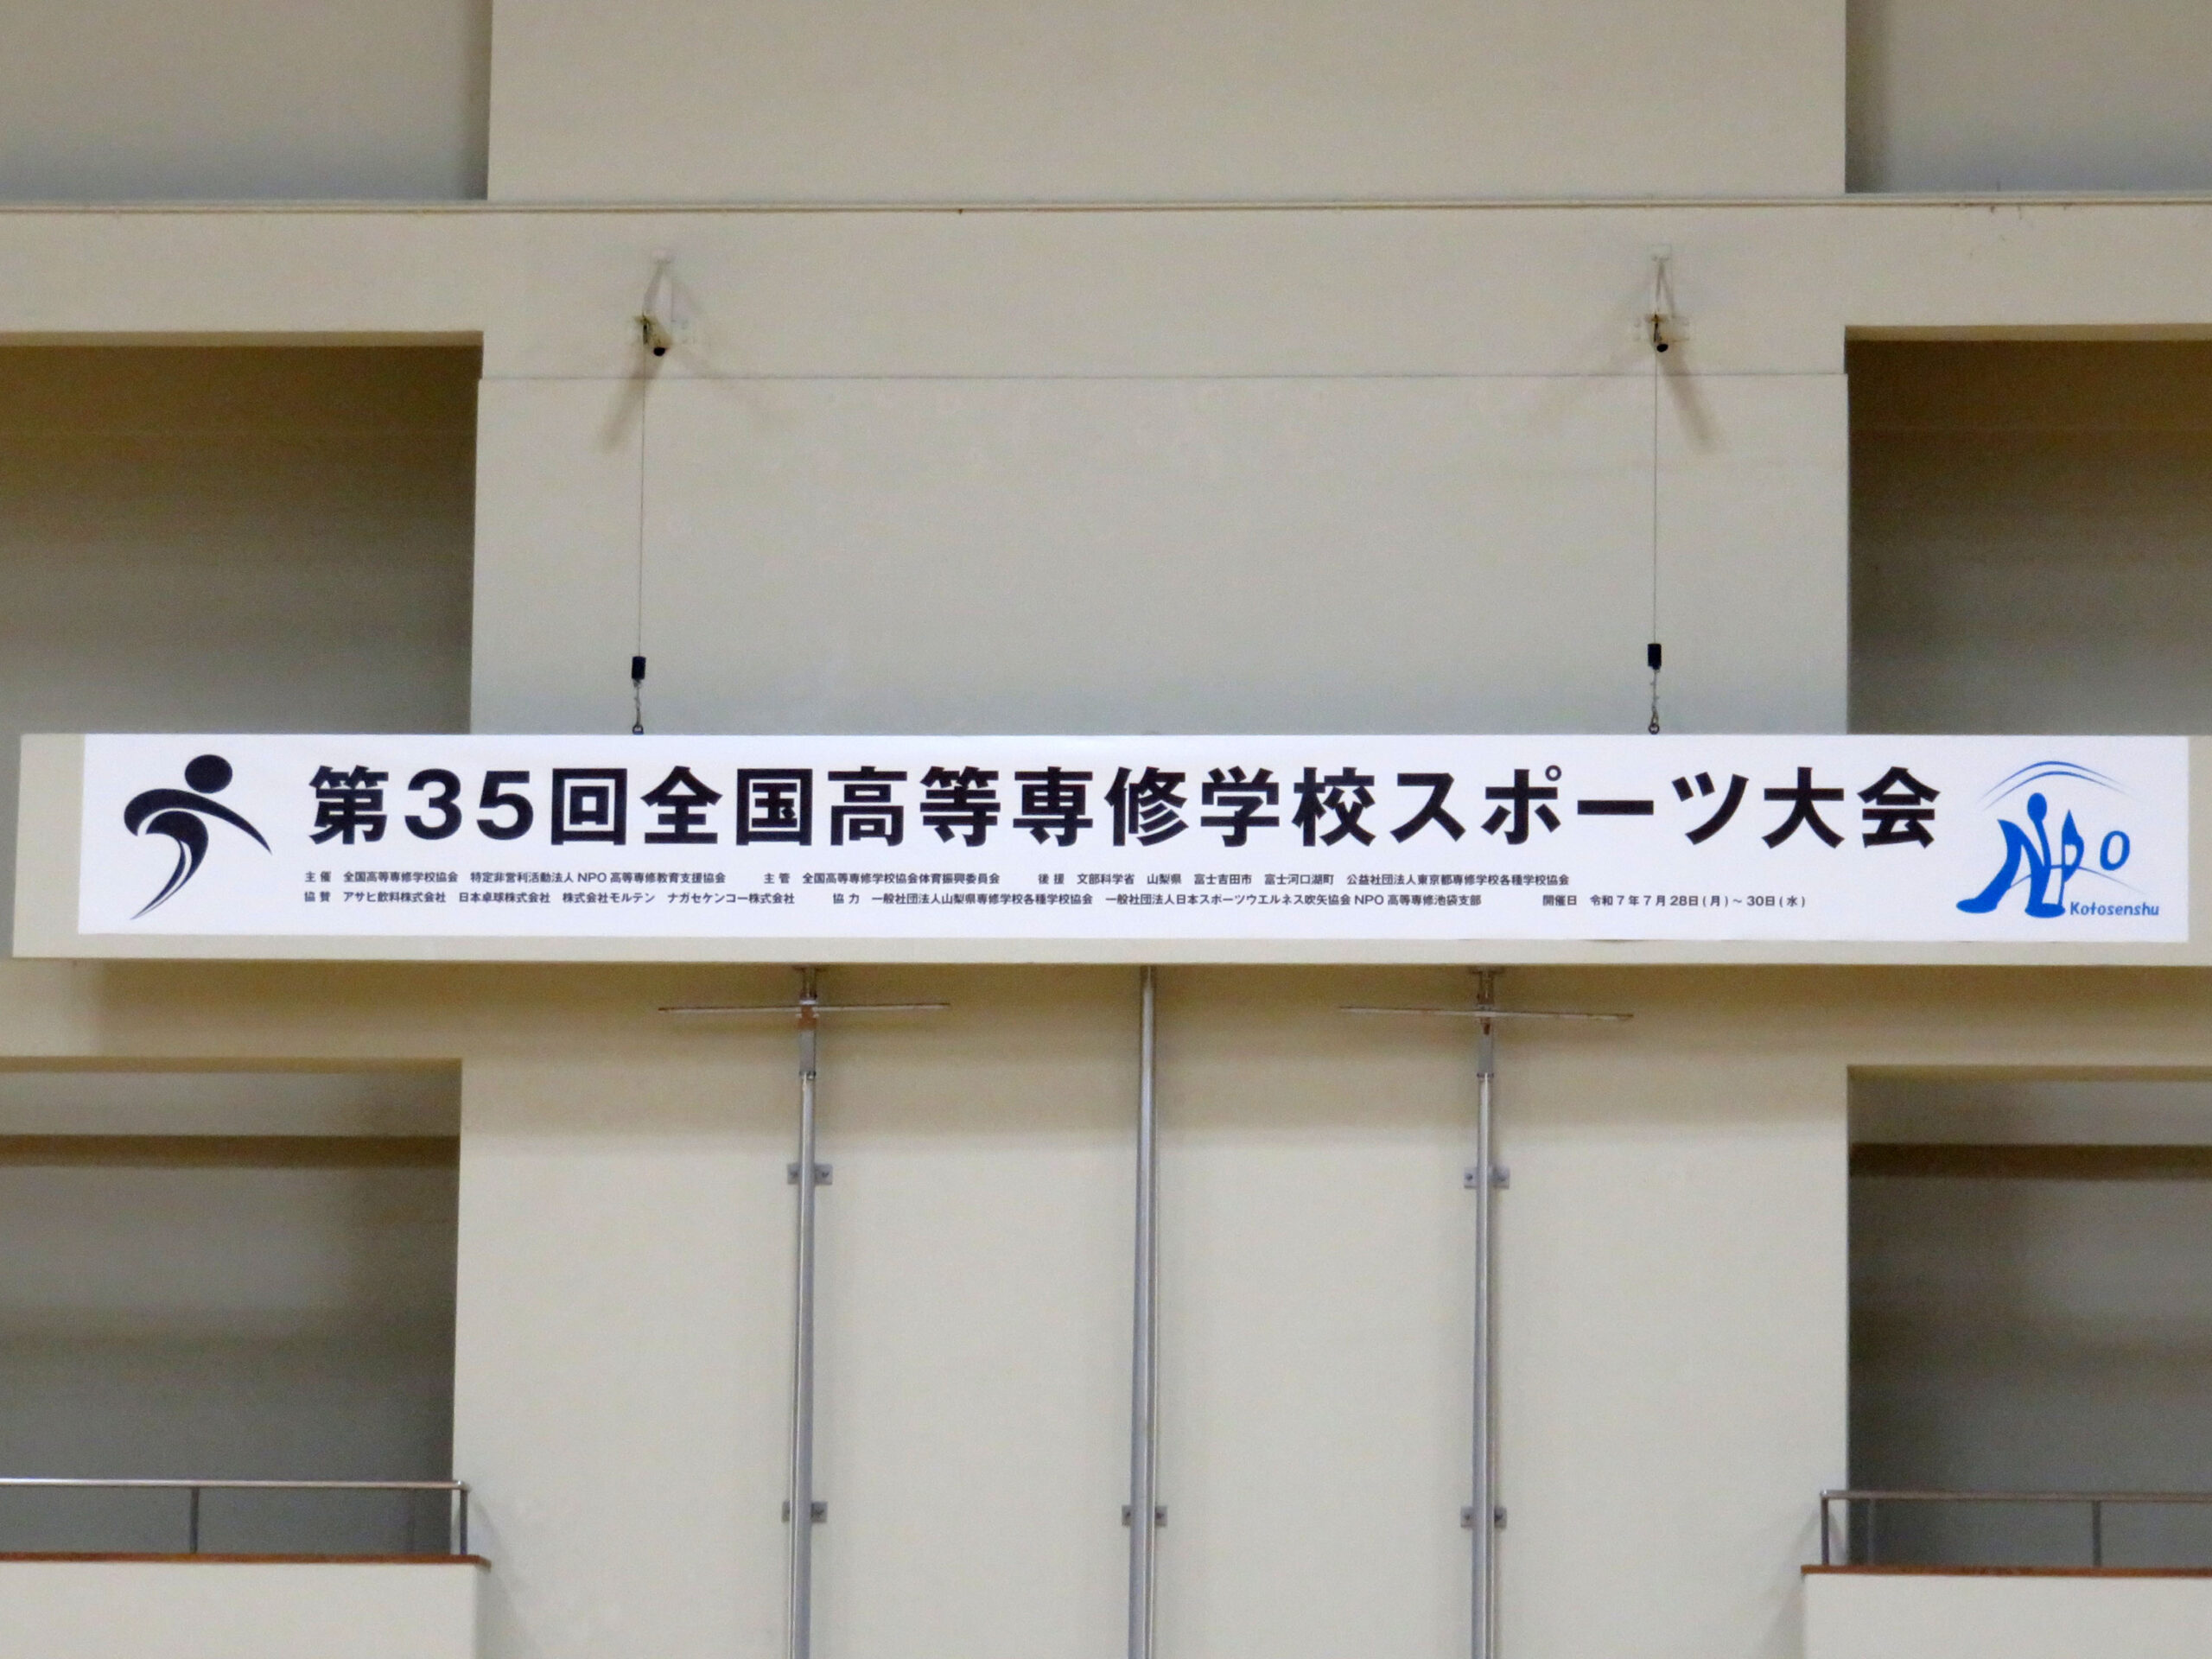 第35回全国高等専修学校スポーツ大会
主催 全国高等専修学校協会 特定非営利活動法人NPO高等専修教育支援協会 主管 全国高等専修学校協会体育振興委員会 後援 文部科学省 山梨県 富士吉田市 富士河口湖町 公益社団法人東京都専修学校各種学校協会
協賛 アサヒ飲料株式会社 日本卓球株式会社 株式会社モルテン ナガセケンコー株式会社 協力 一般社団法人山梨県専修学校各種学校協会 一般社団法人日本スポーツウエルネス吹矢協会NPO高等専修池袋支部 開催日 令和7年7月28日(月)～30日(水)
NPO
Kotosenshu